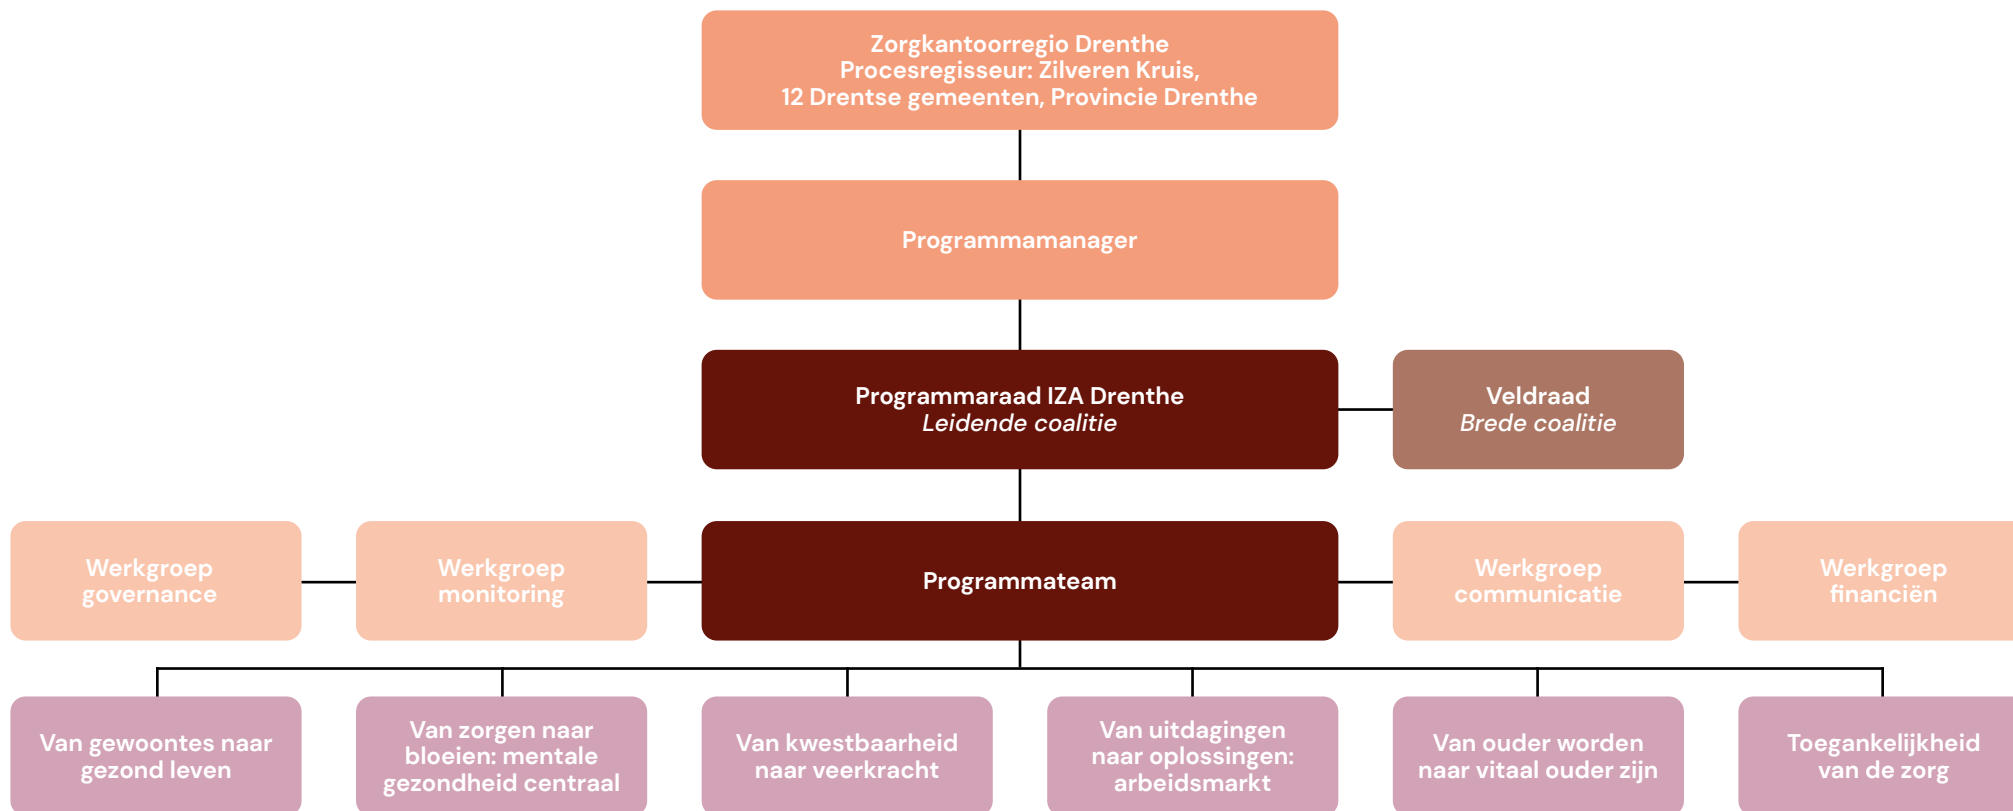 Zorgkantoorregio Drenthe
Procesregisseur: Zilveren Kruis,
12 Drentse gemeenten, Provincie Drenthe
Programmamanager
Programmaraad IZA Drenthe
Leidende coalitie
Veldraad
Brede coalitie
Werkgroep
governance
Werkgroep
monitoring
Programmateam
Werkgroep
communicatie
Werkgroep
financiën
Van gewoontes naar
gezond leven
Van zorgen naar
bloeien: mentale
gezondheid centraal
Van kwestbaarheid
naar veerkracht
Van uitdagingen
naar oplossingen:
arbeidsmarkt
Van ouder worden
naar vitaal ouder zijn
Toegankelijkheid
van de zorg